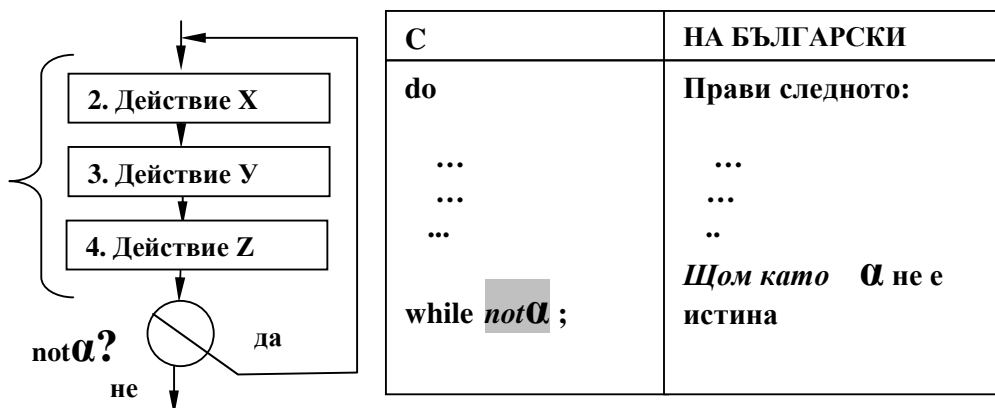 2. Действие X
3. Действие У
4. Действие Z
notα?
да
не
C
НА БЪЛГАРСКИ
do
Прави следното:
… …
… …
... ..
while notα ;
Щом като α не е
истина